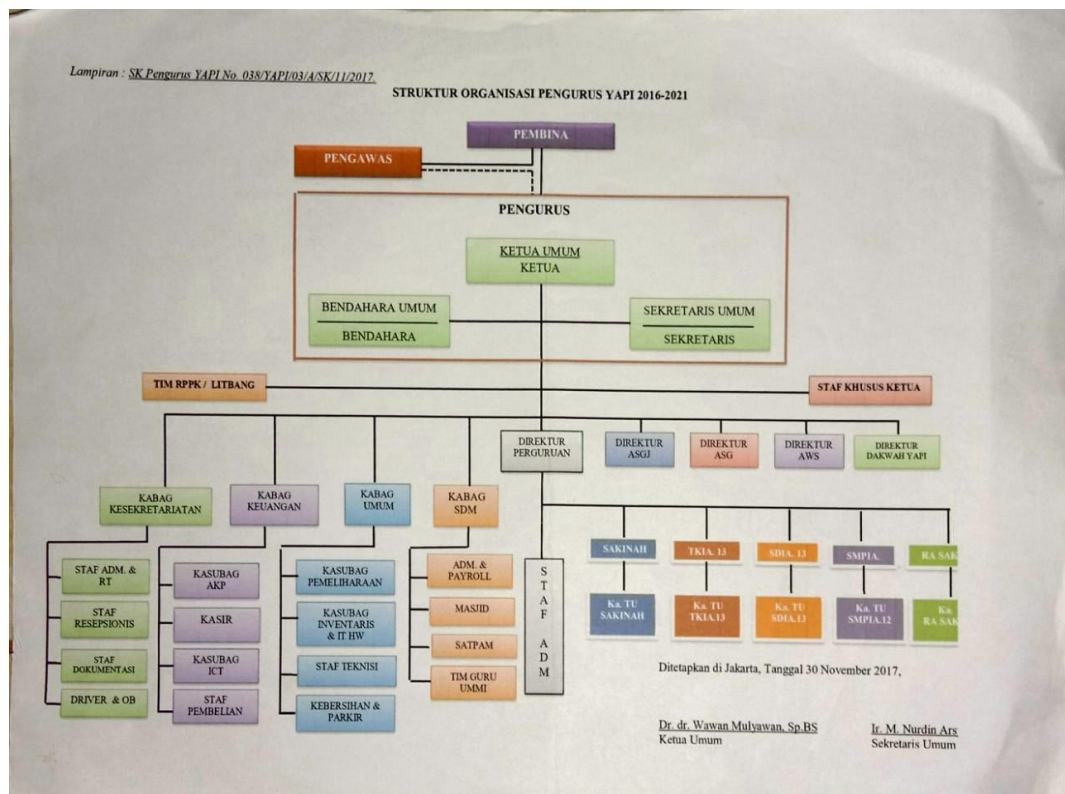 Lampiran : SK Pengurus YAPI No. 038/YAPI/03/A/SK/11/2017.
STRUKTUR ORGANISASI PENGURUS YAPI 2016-2021
PEMBINA
PENGAWAS
PENGURUS
KETUA UMUM
KETUA
BENDAHARA UMUM
BENDAHARA
SEKRETARIS UMUM
SEKRETARIS
TIM RPPK / LITBANG
STAF KHUSUS KETUA
DIREKTUR
PERGURUAN
DIREKTUR
ASGJ
DIREKTUR
ASG
DIREKTUR
AWS
DIREKTUR
DAKWAH YAPI
KABAG
KESEKRETARIATAN
KABAG
KEUANGAN
KABAG
UMUM
KABAG
SDM
STAF ADM. &
RT
STAF
RESEPSIONIS
STAF
DOKUMENTASI
DRIVER & OB
KASUBAG
AKP
KASIR
KASUBAG
ICT
STAF
PEMBELIAN
KASUBAG
PEMELIHARAAN
KASUBAG
INVENTARIS
& IT HW
STAF TEKNISI
KEBERSIHAN &
PARKIR
ADM. &
PAYROLL
MASJID
SATPAM
TIM GURU
UMMI
S
T
A
F
A
D
M
SAKINAH
TKIA. 13
SDIA. 13
SMPIA.
RA SAK
Ka. TU
SAKINAH
Ka. TU
TKIA.13
Ka. TU
SDIA.13
Ka. TU
SMPIA.12
Ka.
RA SAK
Ditetapkan di Jakarta, Tanggal 30 November 2017,
Dr. dr. Wawan Mulyawan, Sp.BS
Ketua Umum
Ir. M. Nurdin Ars
Sekretaris Umum